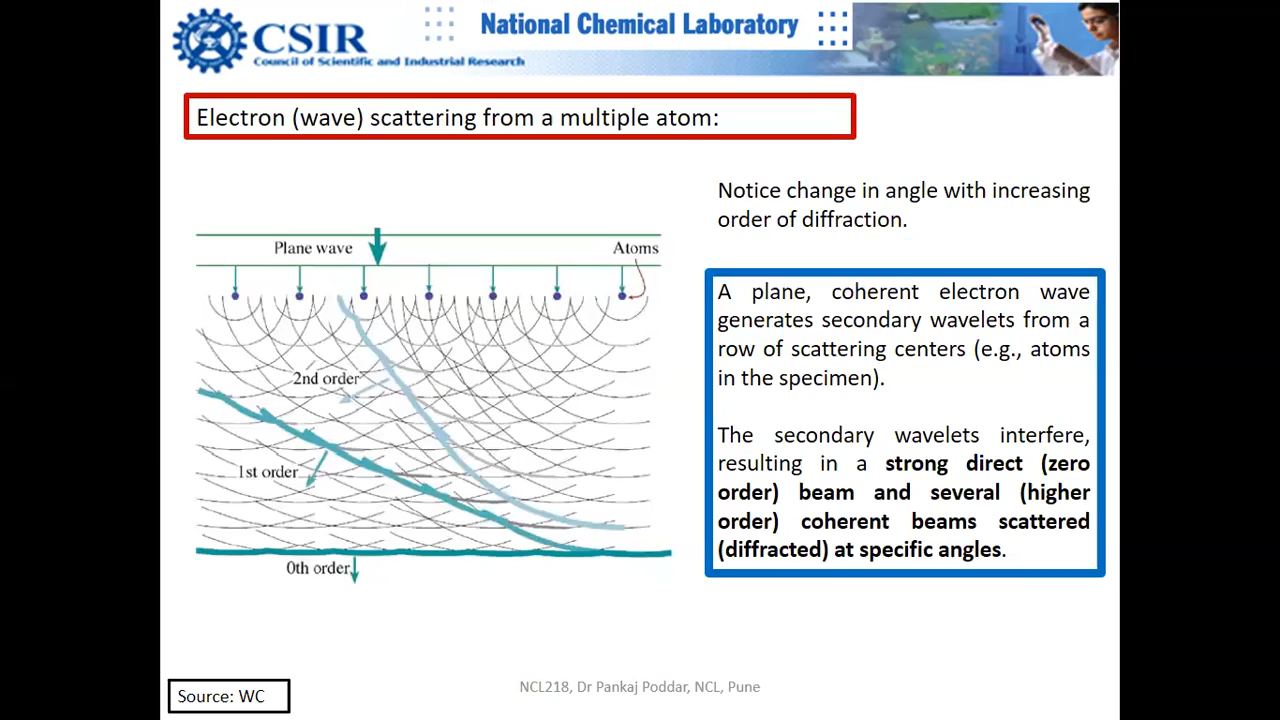 CSIR
Council of Scientific and Industrial Research
National Chemical Laboratory
Electron (wave) scattering from a multiple atom:
Notice change in angle with increasing
order of diffraction.
Plane wave
Atoms
2nd order
1st order
0th order
A plane, coherent electron wave
generates secondary wavelets from a
row of scattering centers (e.g., atoms
in the specimen).
The secondary wavelets interfere,
resulting in a strong direct (zero
order) beam and several (higher
order) coherent beams scattered
(diffracted) at specific angles.
Source: WC
NCL218, Dr Pankaj Poddar, NCL, Pune